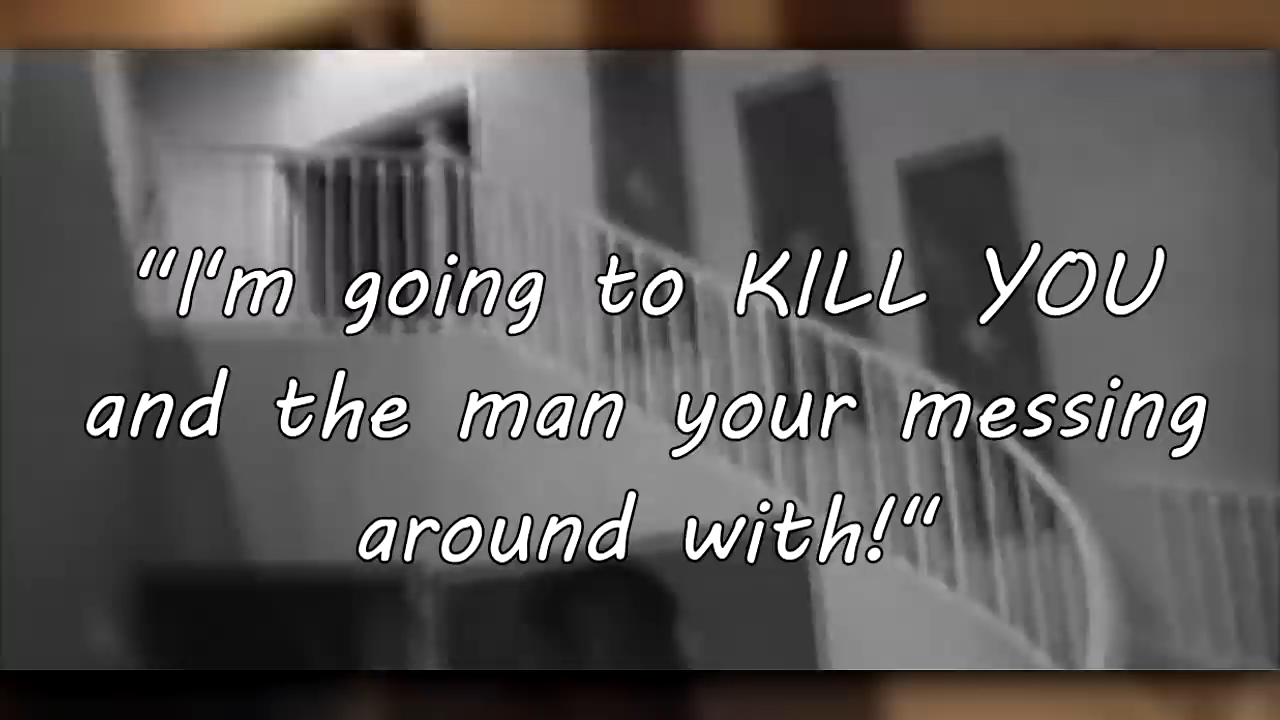 “I‘m going to KILL YOU
and the man your messing
around with!“